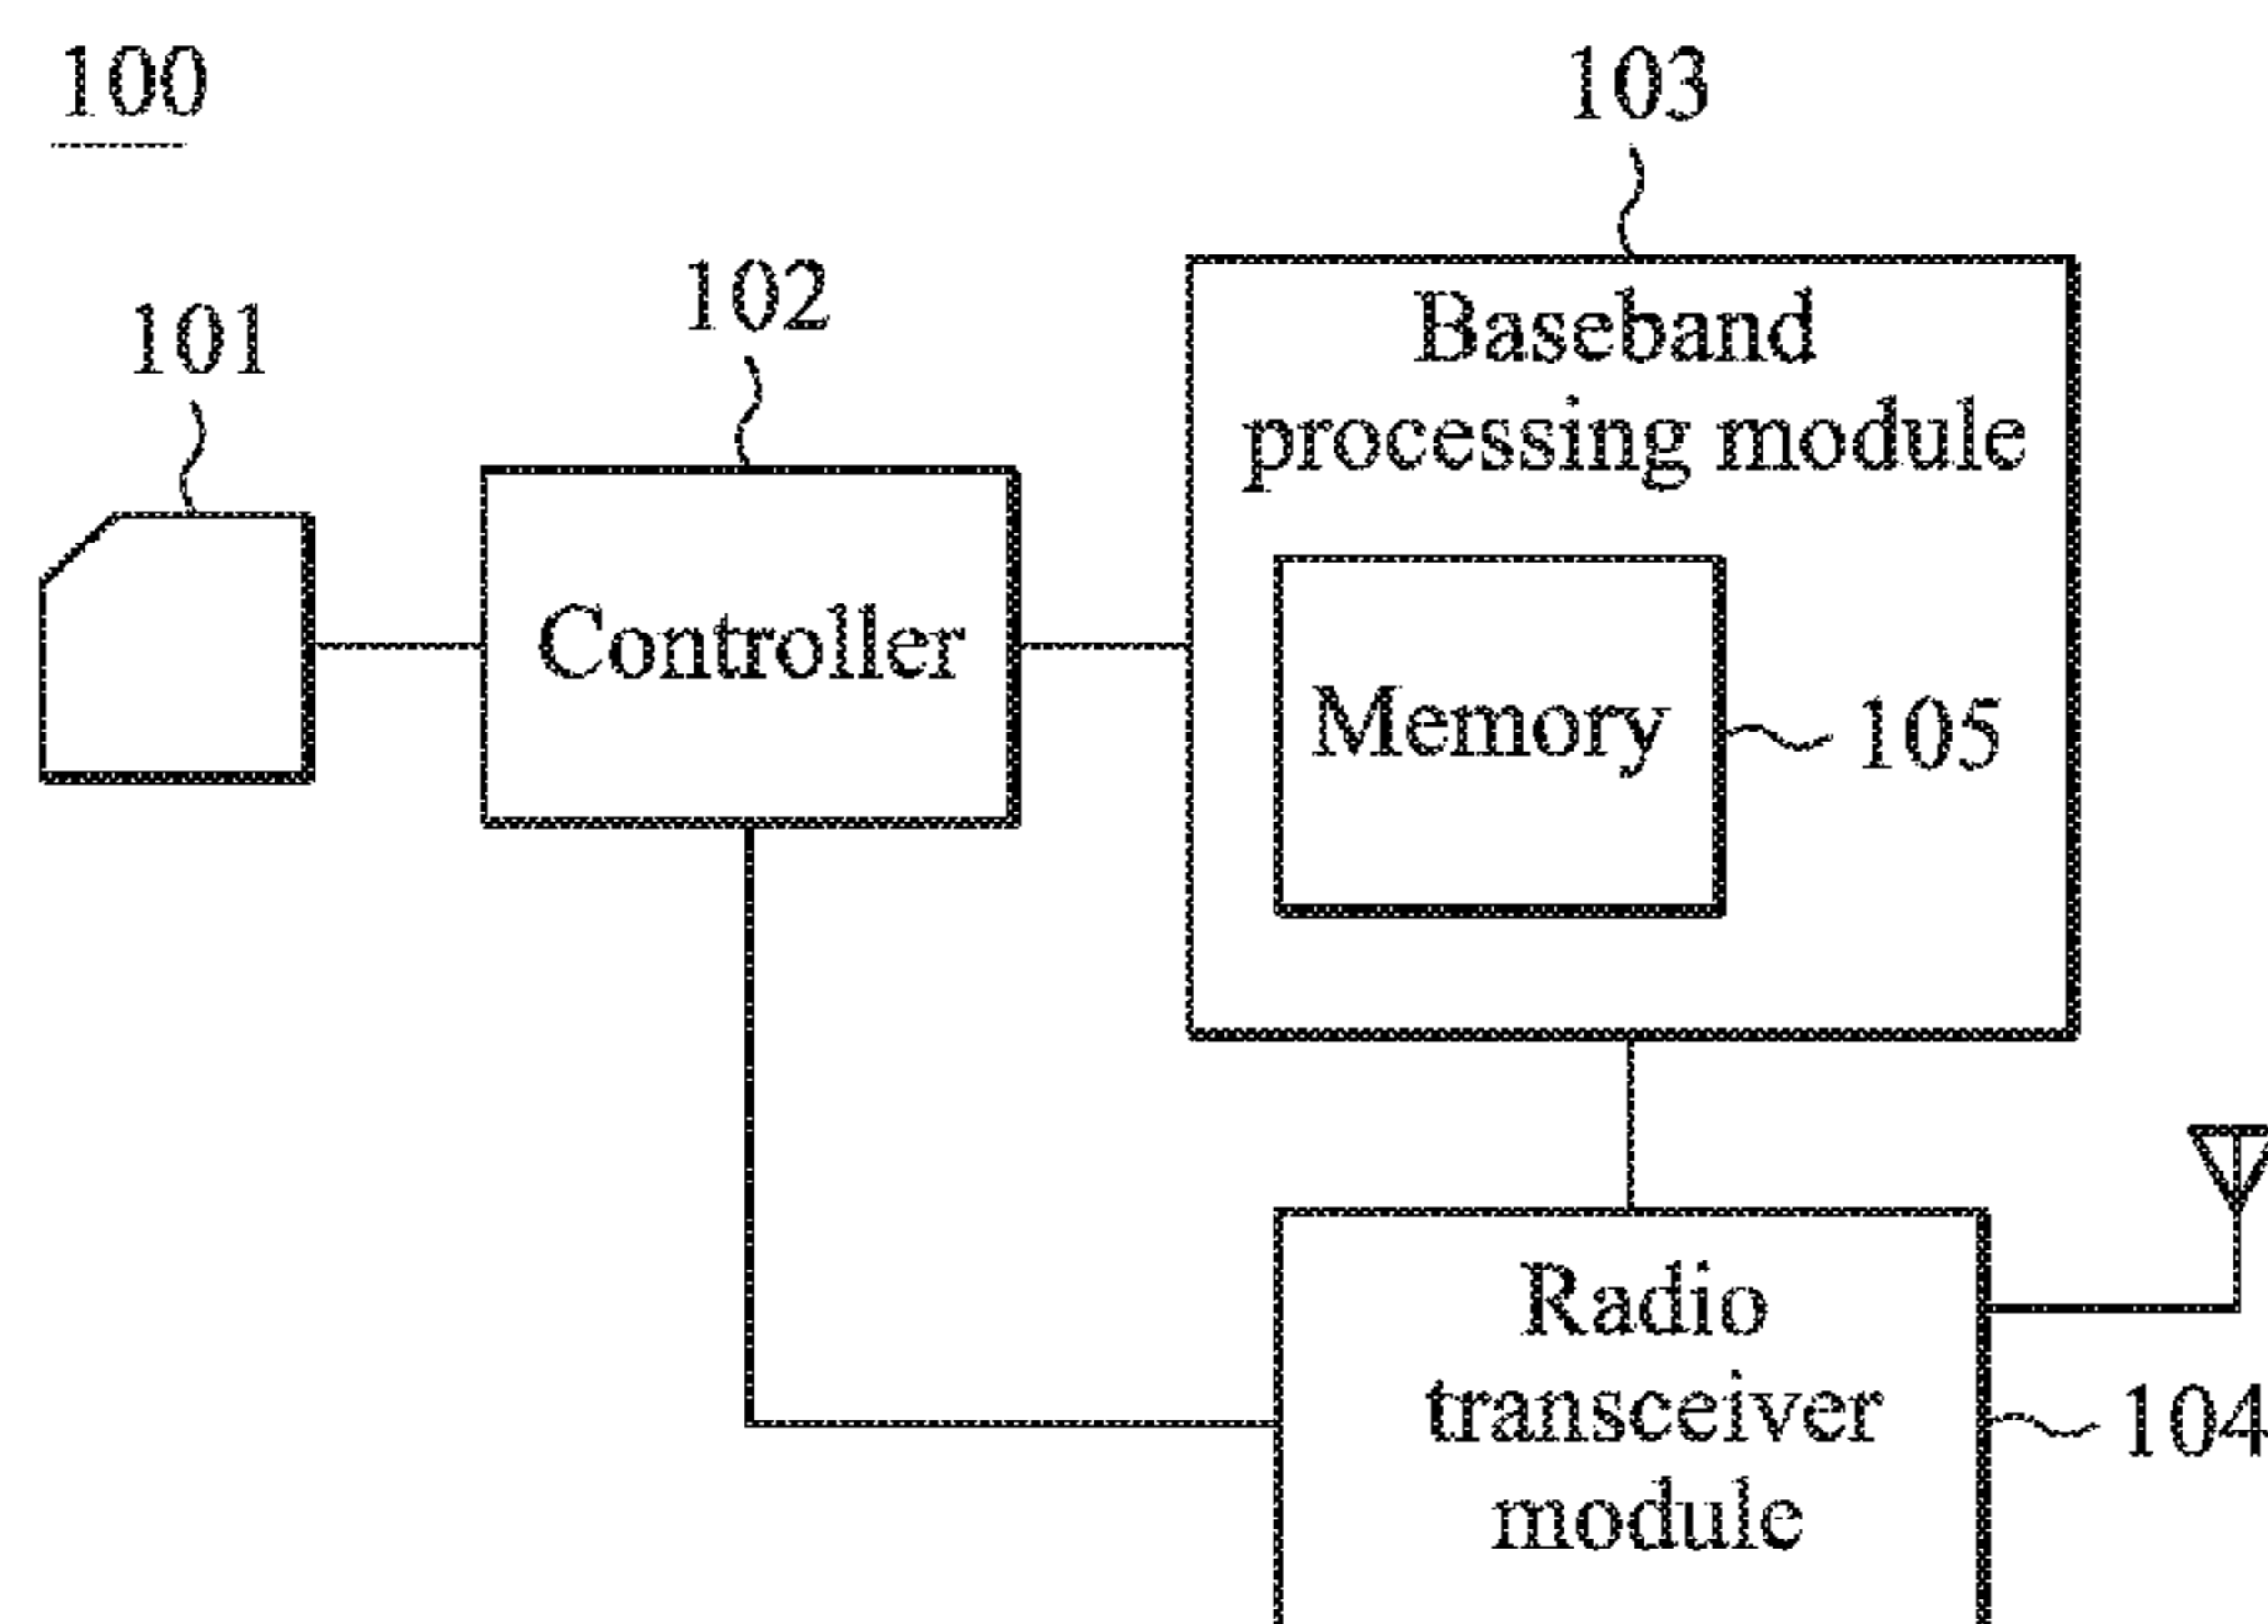 100
103
102
101
Baseband
processing module
Controller
Memory
105
Radio
transceiver
104
module